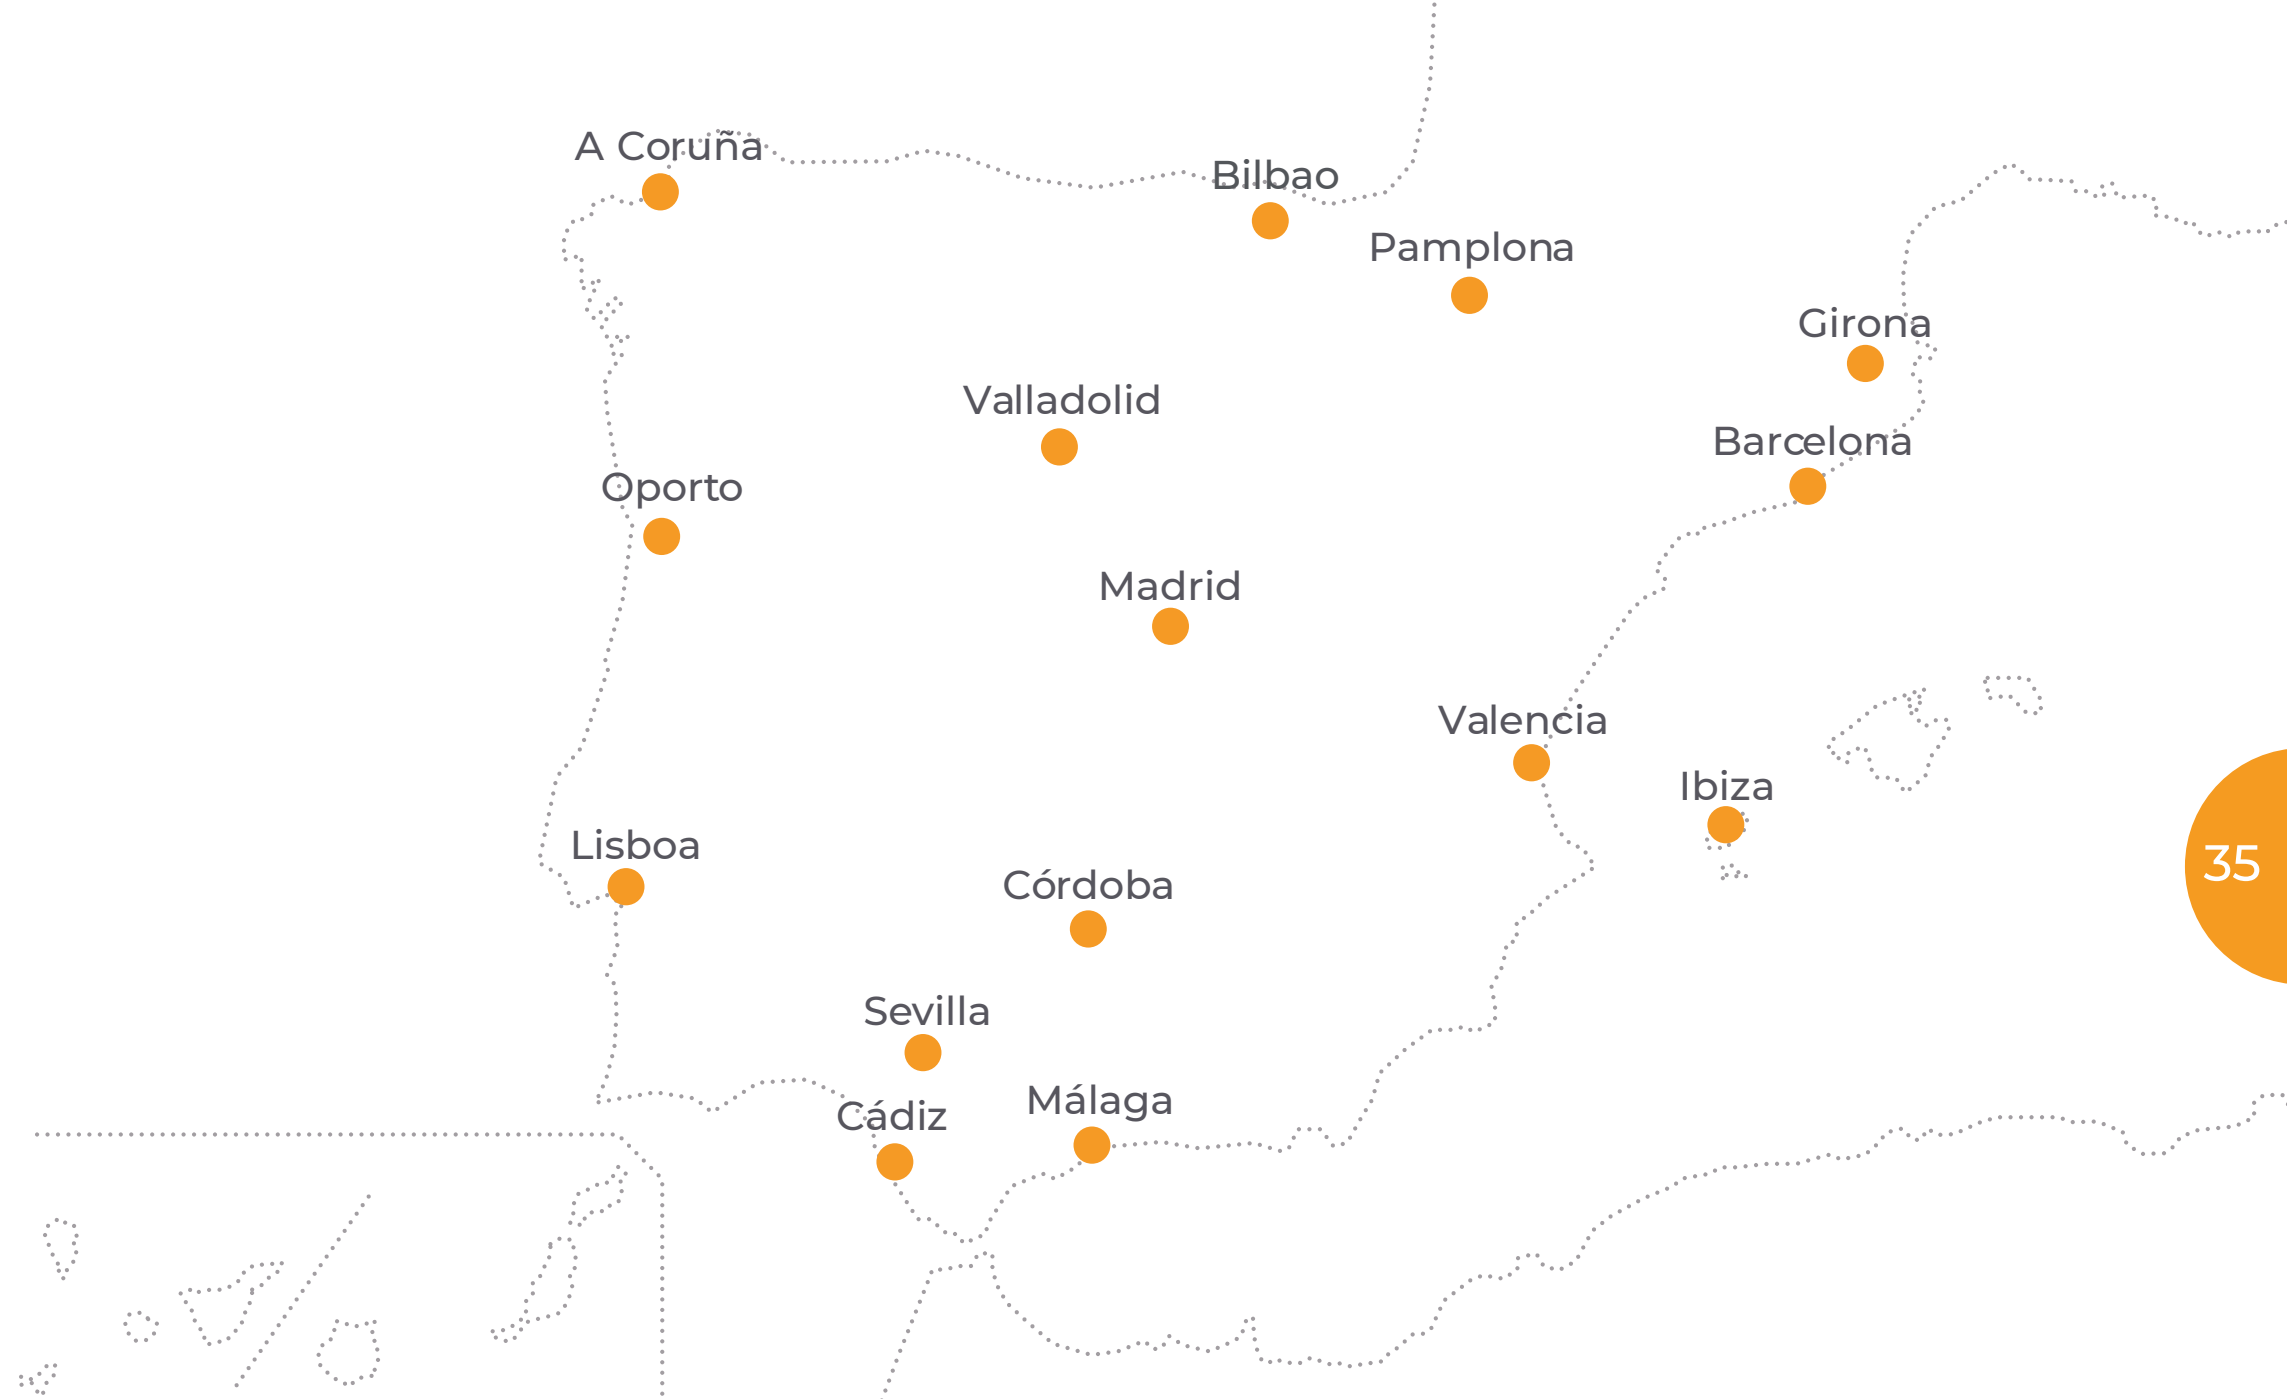 A Coruña
Bilbao
Pamplona
Girona
Valladolid
Barcelona
Oporto
Madrid
Valencia
Ibiza
Lisboa
35
Córdoba
Sevilla
Málaga
Cádiz